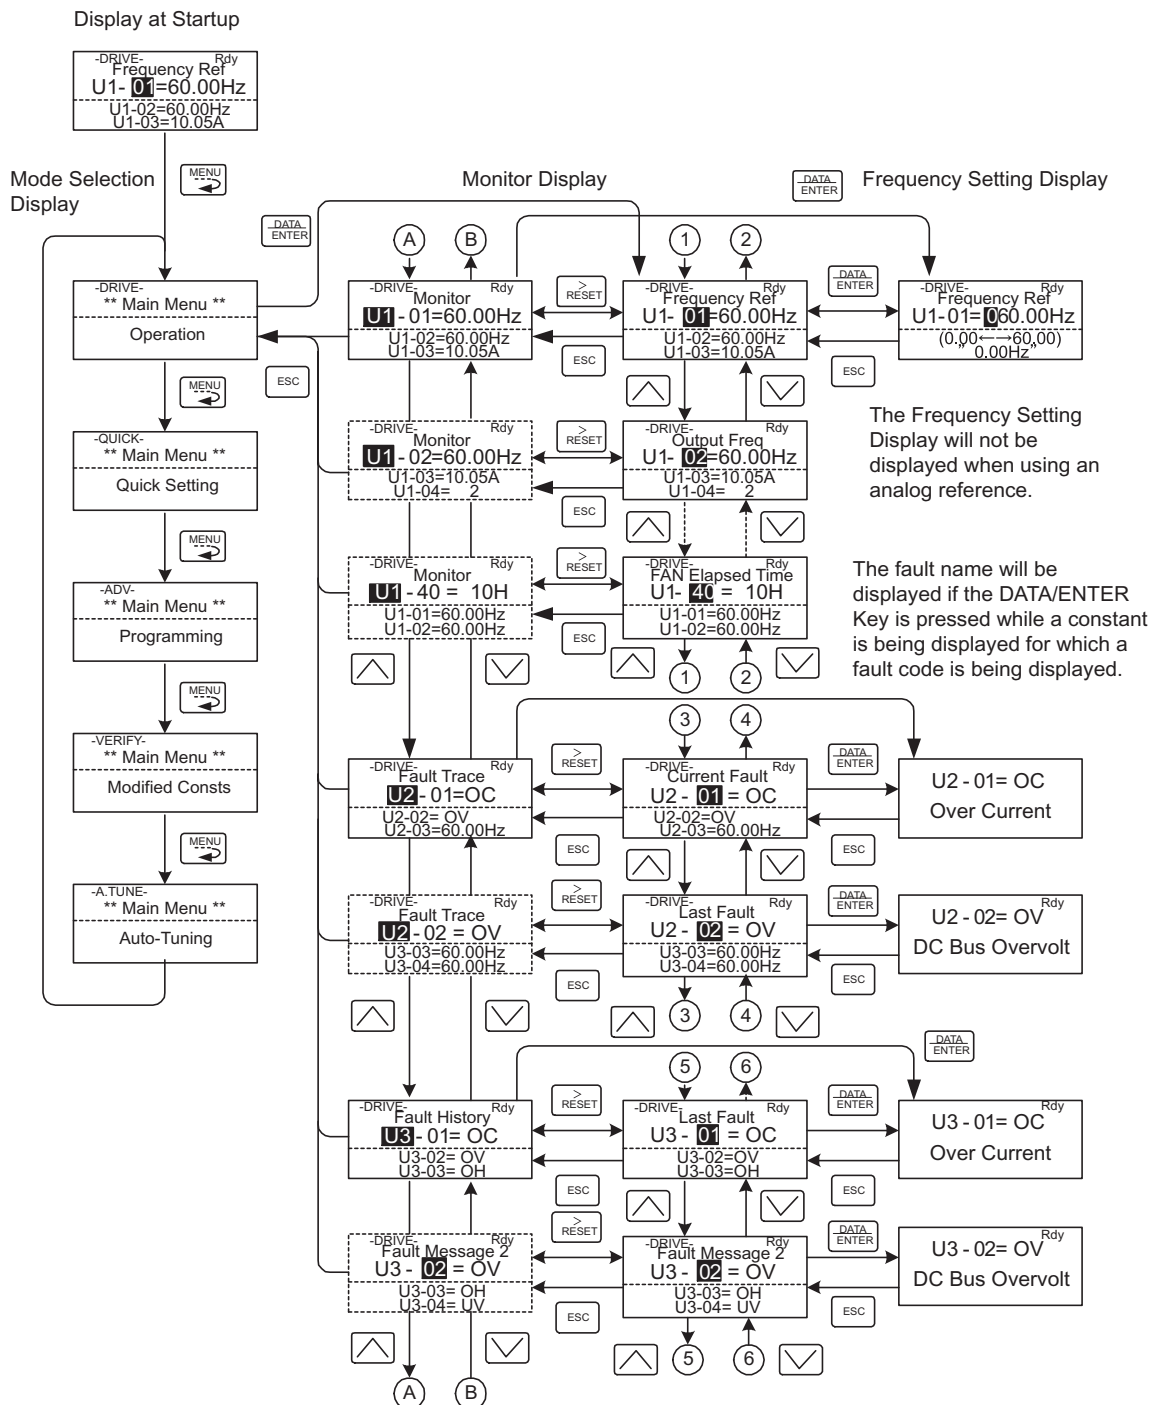 Display at Startup
-DRIVE- Rdy
Frequency Ref
U1- 01=60.00Hz
U1-02=60.00Hz
U1-03=10.05A
MENU
Mode Selection
Display
Monitor Display
DATA
ENTER
Frequency Setting Display
DATA
ENTER
A
B
1
2
-DRIVE-
** Main Menu **
Operation
-DRIVE- Rdy
Monitor
U1 - 01=60.00Hz
U1-02=60.00Hz
U1-03=10.05A
>
RESET
ESC
-DRIVE- Rdy
Frequency Ref
U1- 01=60.00Hz
U1-02=60.00Hz
U1-03=10.05A
DATA
ENTER
ESC
-DRIVE- Rdy
Frequency Ref
U1- 01= 060.00Hz
(0.00←→60.00)
" 0.00Hz"
MENU
ESC
The Frequency Setting
Display will not be
displayed when using an
analog reference.
-QUICK-
** Main Menu **
Quick Setting
-DRIVE- Rdy
Monitor
U1 - 02=60.00Hz
U1-03=10.05A
U1-04= 2
>
RESET
ESC
-DRIVE- Rdy
Output Freq
U1- 02=60.00Hz
U1-03=10.05A
U1-04= 2
MENU
-ADV-
** Main Menu **
Programming
-DRIVE- Rdy
Monitor
U1 - 40 = 10H
U1-01=60.00Hz
U1-02=60.00Hz
>
RESET
ESC
-DRIVE- Rdy
FAN Elapsed Time
U1- 40 = 10H
U1-01=60.00Hz
U1-02=60.00Hz
The fault name will be
displayed if the DATA/ENTER
Key is pressed while a constant
is being displayed for which a
fault code is being displayed.
1
2
MENU
3
4
-VERIFY-
** Main Menu **
Modified Consts
-DRIVE- Rdy
Fault Trace
U2 - 01=OC
U2-02= OV
U2-03=60.00Hz
>
RESET
ESC
-DRIVE- Rdy
Current Fault
U2 - 01 = OC
U2-02=OV
U2-03=60.00Hz
DATA
ENTER
ESC
U2 - 01= OC
Over Current
MENU
-A.TUNE-
** Main Menu **
Auto-Tuning
-DRIVE- Rdy
Fault Trace
U2 - 02 = OV
U3-03=60.00Hz
U3-04=60.00Hz
>
RESET
ESC
-DRIVE- Rdy
Last Fault
U2 - 02 = OV
U3-03=60.00Hz
U3-04=60.00Hz
DATA
ENTER
ESC
Rdy
U2 - 02= OV
DC Bus Overvolt
3
4
DATA
ENTER
5
6
-DRIVE- Rdy
Fault History
U3 - 01= OC
U3-02= OV
U3-03= OH
>
RESET
ESC
-DRIVE- Rdy
Last Fault
U3 - 01 = OC
U3-02=OV
U3-03=OH
DATA
ENTER
ESC
Rdy
U3 - 01= OC
Over Current
-DRIVE- Rdy
Fault Message 2
U3 - 02 = OV
U3-03= OH
U3-04= UV
>
RESET
ESC
-DRIVE- Rdy
Fault Message 2
U3 - 02 = OV
U3-03= OH
U3-04= UV
DATA
ENTER
ESC
Rdy
U3 - 02= OV
DC Bus Overvolt
5
6
A
B